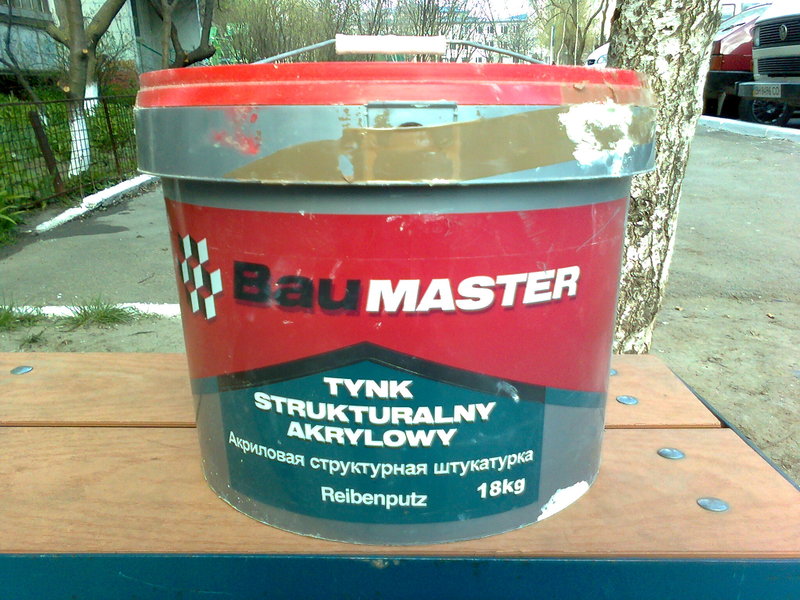 BauMASTER
TYNK
STRUKTURALNY
AKRYLOWY
Акриловая структурная штукатурка
Reibenputz 18kg